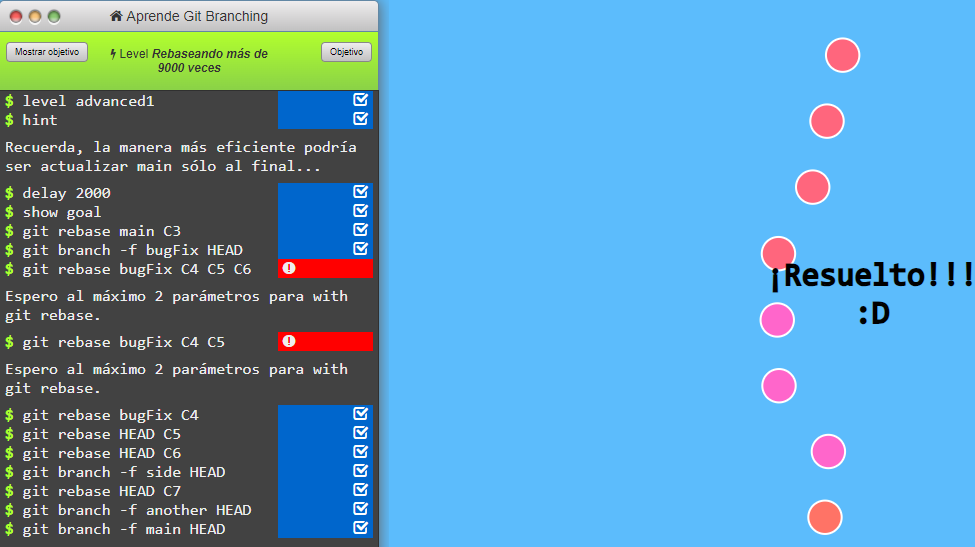 Aprende Git Branching
Mostrar objetivo
Level Rebaseando más de
9000 veces
Objetivo
$ level advanced1
$ hint
Recuerda, la manera más eficiente podría
ser actualizar main sólo al final...
$ delay 2000
$ show goal
$ git rebase main C3
$ git branch -f bugFix HEAD
$ git rebase bugFix C4 C5 C6
Espero al máximo 2 parámetros para with
git rebase.
$ git rebase bugFix C4 C5
Espero al máximo 2 parámetros para with
git rebase.
$ git rebase bugFix C4
$ git rebase HEAD C5
$ git rebase HEAD C6
$ git branch -f side HEAD
$ git rebase HEAD C7
$ git branch -f another HEAD
$ git branch -f main HEAD
¡Resuelto!!!
:D